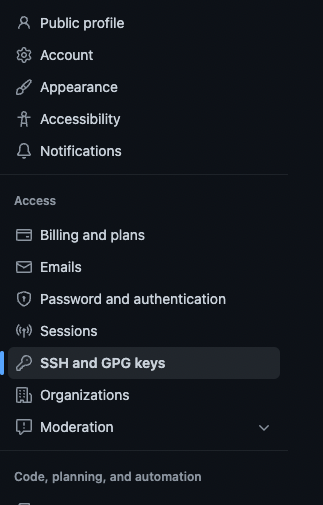 Public profile
Account
Appearance
Accessibility
Notifications
Access
Billing and plans
Emails
Password and authentication
Sessions
SSH and GPG keys
Organizations
Moderation
Code, planning, and automation